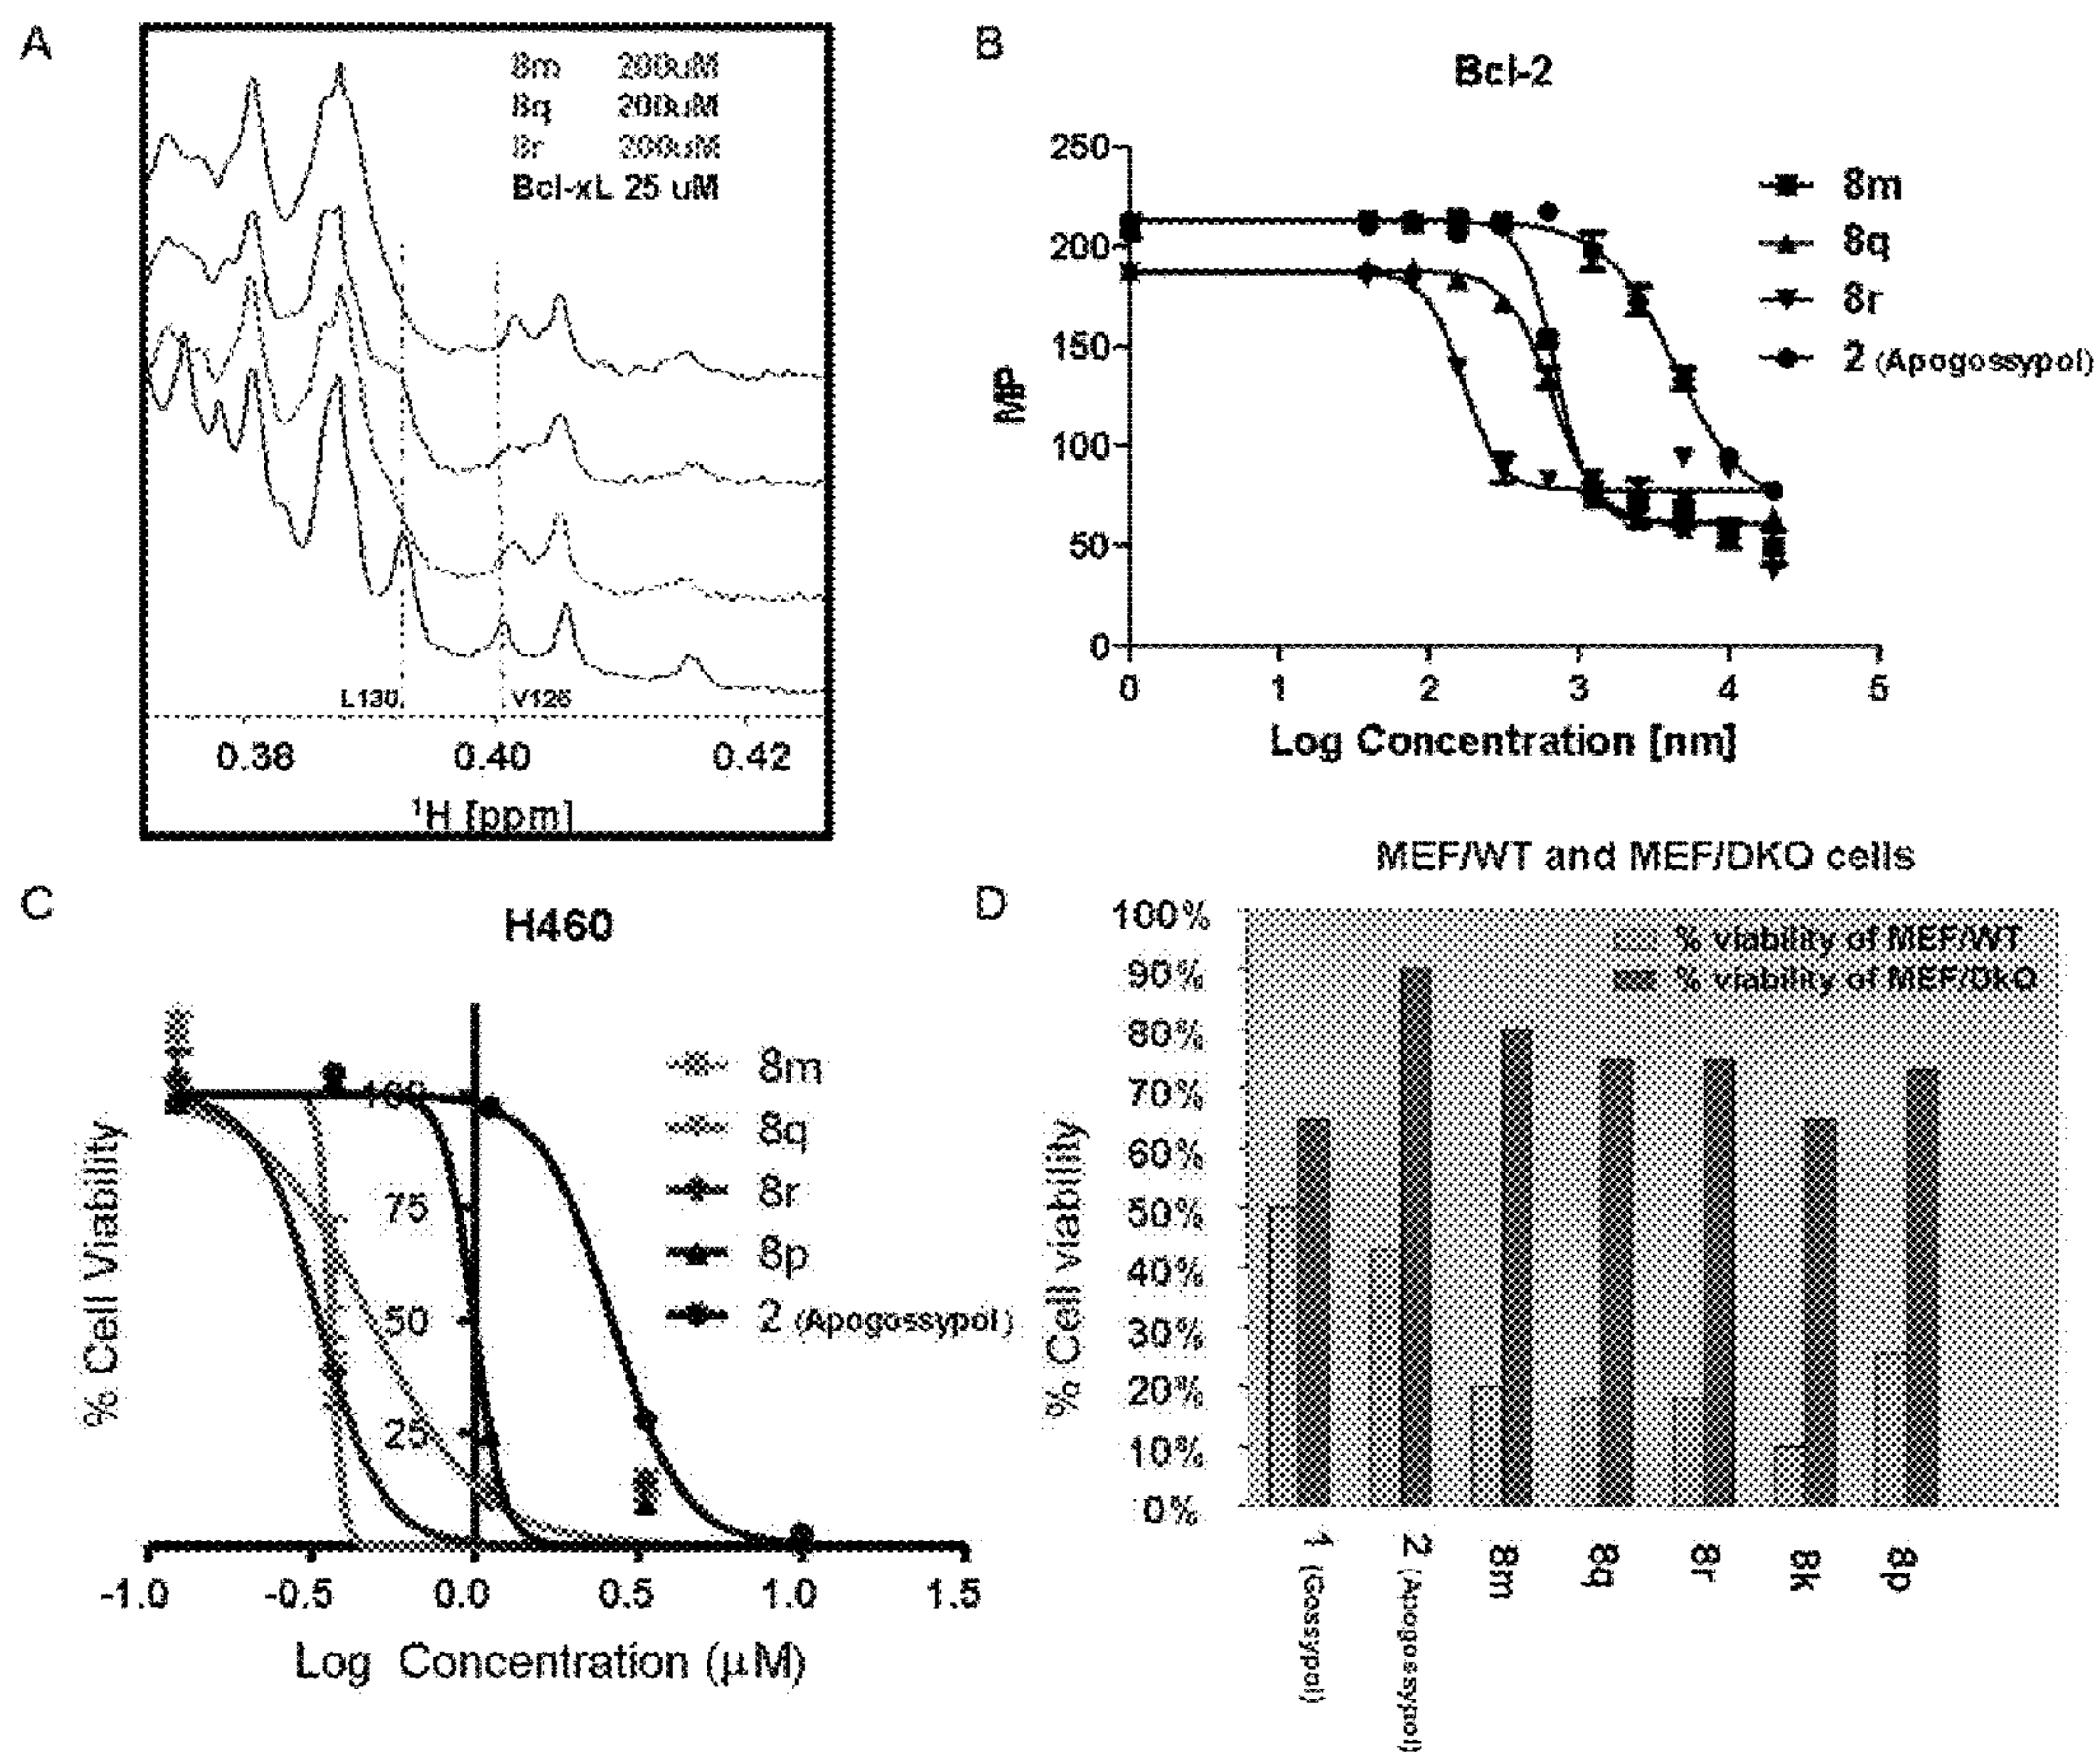 A
8m 200uM
8q 200uM
8r 200uM
Bcl-xL 25 uM
L130
V126
0.38 0.40 0.42
¹H [ppm]
B
Bcl-2
250
200
150
100
50
0
MP
0 1 2 3 4 5
Log Concentration [nm]
8m
8q
8r
2 (Apogossypol)
C
H460
% Cell Viability
100
75
50
25
-1.0 -0.5 0.0 0.5 1.0 1.5
Log Concentration (μM)
8m
8q
8r
8p
2 (Apogossypol)
D
MEF/WT and MEF/DKO cells
% viability of MEF/WT
% viability of MEF/DkO
% Cell viability
100%
90%
80%
70%
60%
50%
40%
30%
20%
10%
0%
1 (Gossypol)
2 (Apogossypol)
8m
8q
8r
8k
8p